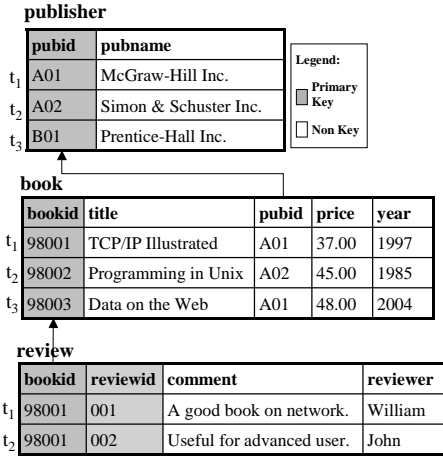 publisher
pubid pubname
t1 A01 McGraw-Hill Inc.
t2 A02 Simon & Schuster Inc.
t3 B01 Prentice-Hall Inc.
Legend:
Primary
Key
Non Key
book
bookid title pubid price year
t1 98001 TCP/IP Illustrated A01 37.00 1997
t2 98002 Programming in Unix A02 45.00 1985
t3 98003 Data on the Web A01 48.00 2004
review
bookid reviewid comment reviewer
t1 98001 001 A good book on network. William
t2 98001 002 Useful for advanced user. John